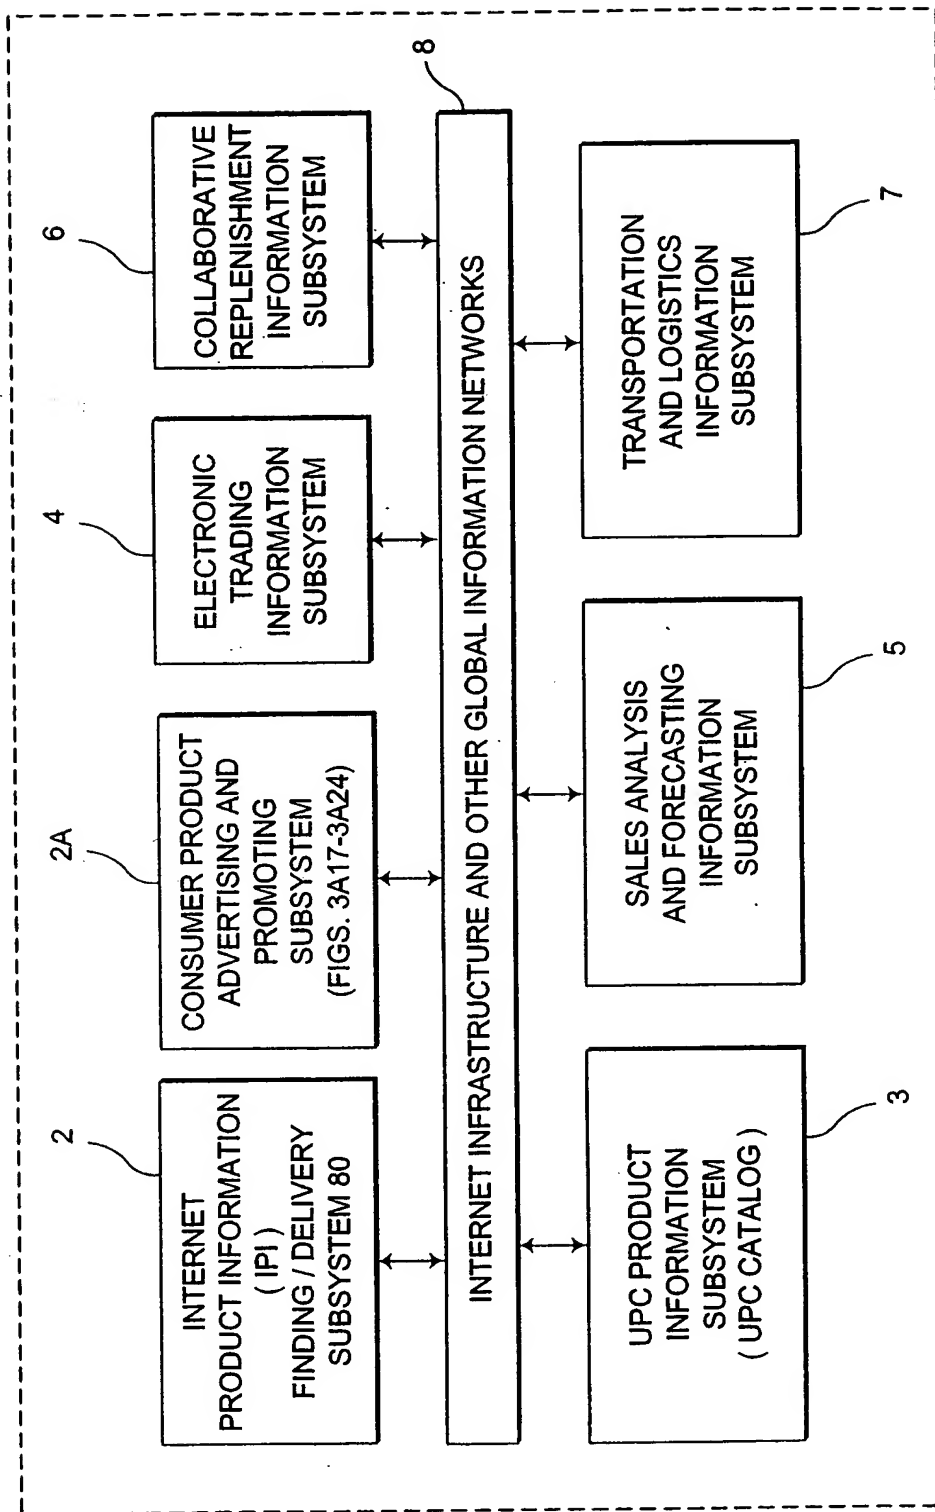 2
INTERNET
PRODUCT INFORMATION
( IPI )
FINDING / DELIVERY
SUBSYSTEM 80
2A
CONSUMER PRODUCT
ADVERTISING AND
PROMOTING
SUBSYSTEM
(FIGS. 3A17-3A24)
4
ELECTRONIC
TRADING
INFORMATION
SUBSYSTEM
6
COLLABORATIVE
REPLENISHMENT
INFORMATION
SUBSYSTEM
8
INTERNET INFRASTRUCTURE AND OTHER GLOBAL INFORMATION NETWORKS
UPC PRODUCT
INFORMATION
SUBSYSTEM
( UPC CATALOG )
3
SALES ANALYSIS
AND FORECASTING
INFORMATION
SUBSYSTEM
5
TRANSPORTATION
AND LOGISTICS
INFORMATION
SUBSYSTEM
7